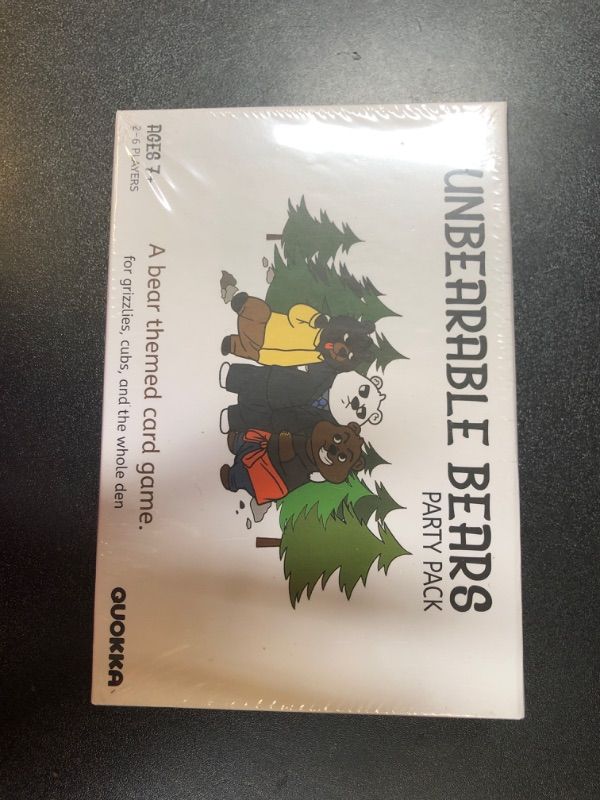 UNBEARABLE BEARS
PARTY PACK
A bear themed card game.
for grizzlies, cubs, and the whole den
AGES 7+
2-6 PLAYERS
QUOKKA